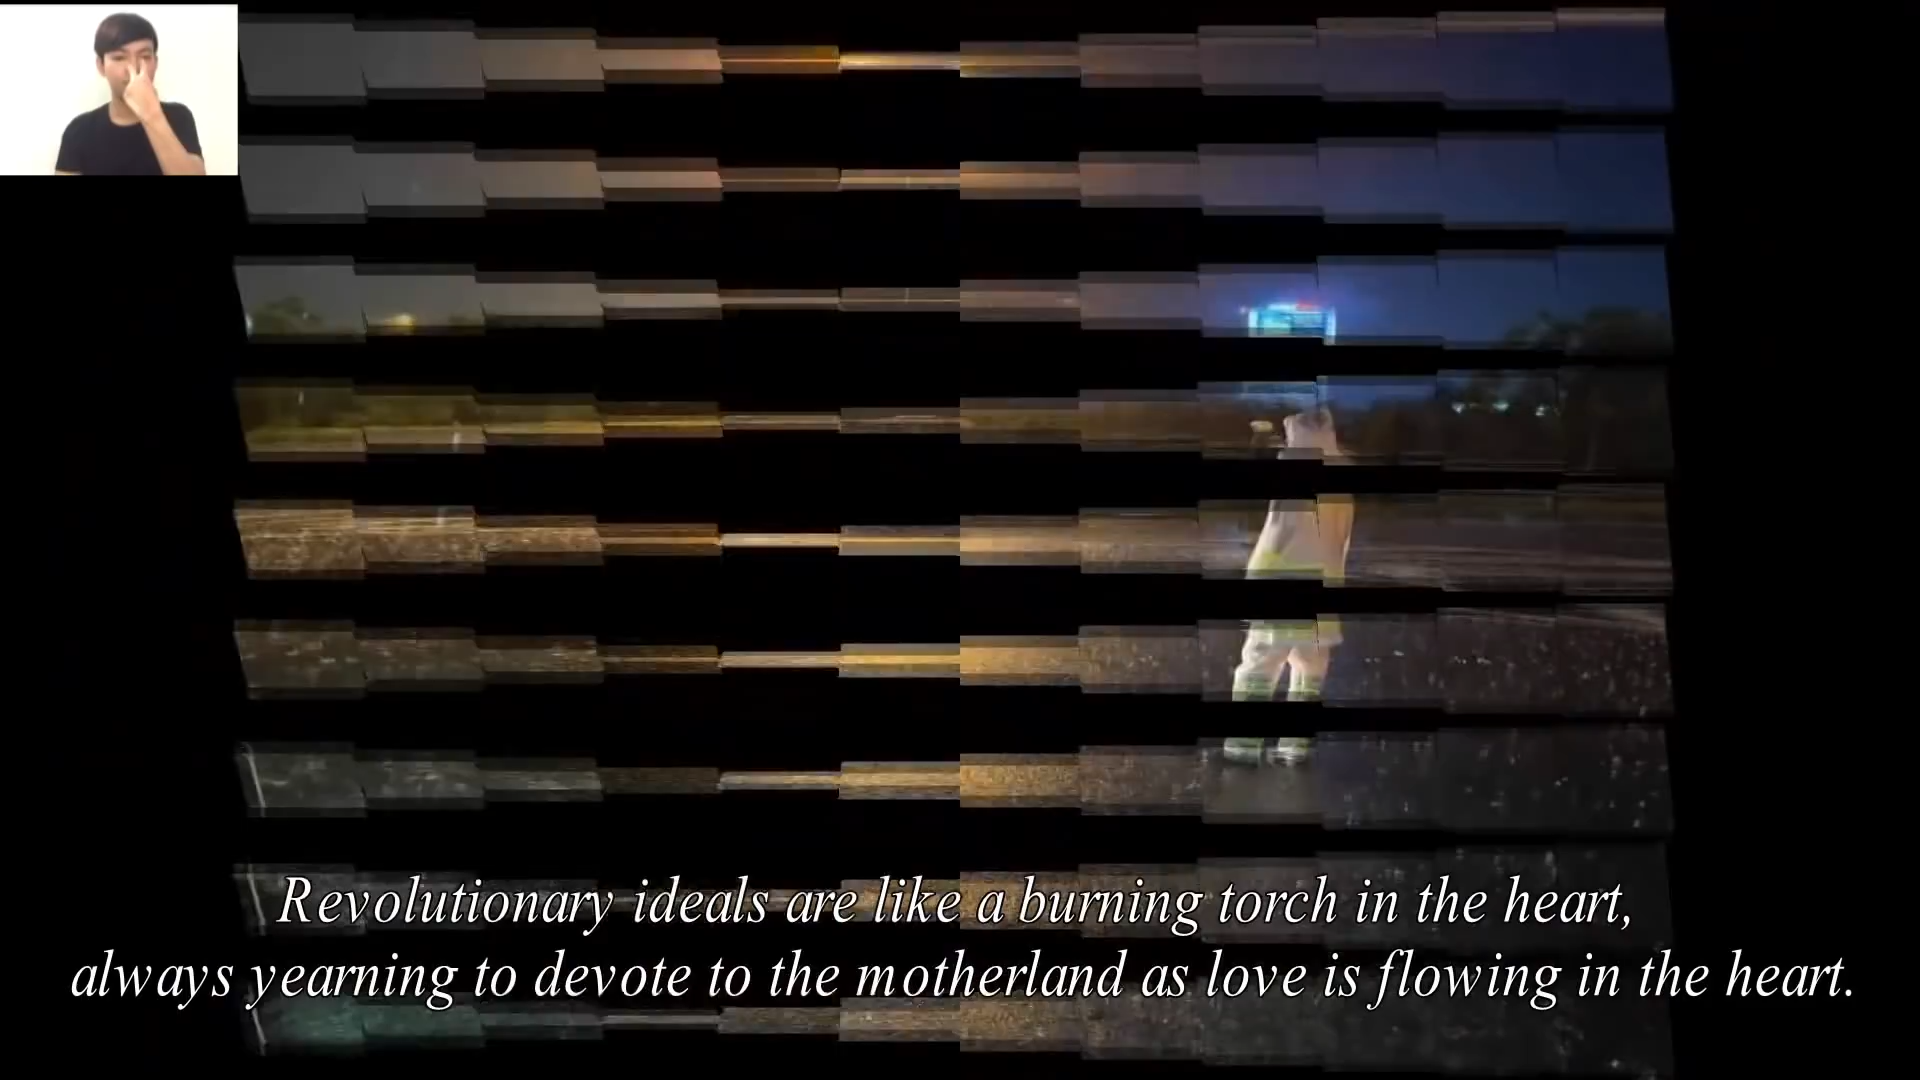 Revolutionary ideals are like a burning torch in the heart,
always yearning to devote to the motherland as love is flowing in the heart.